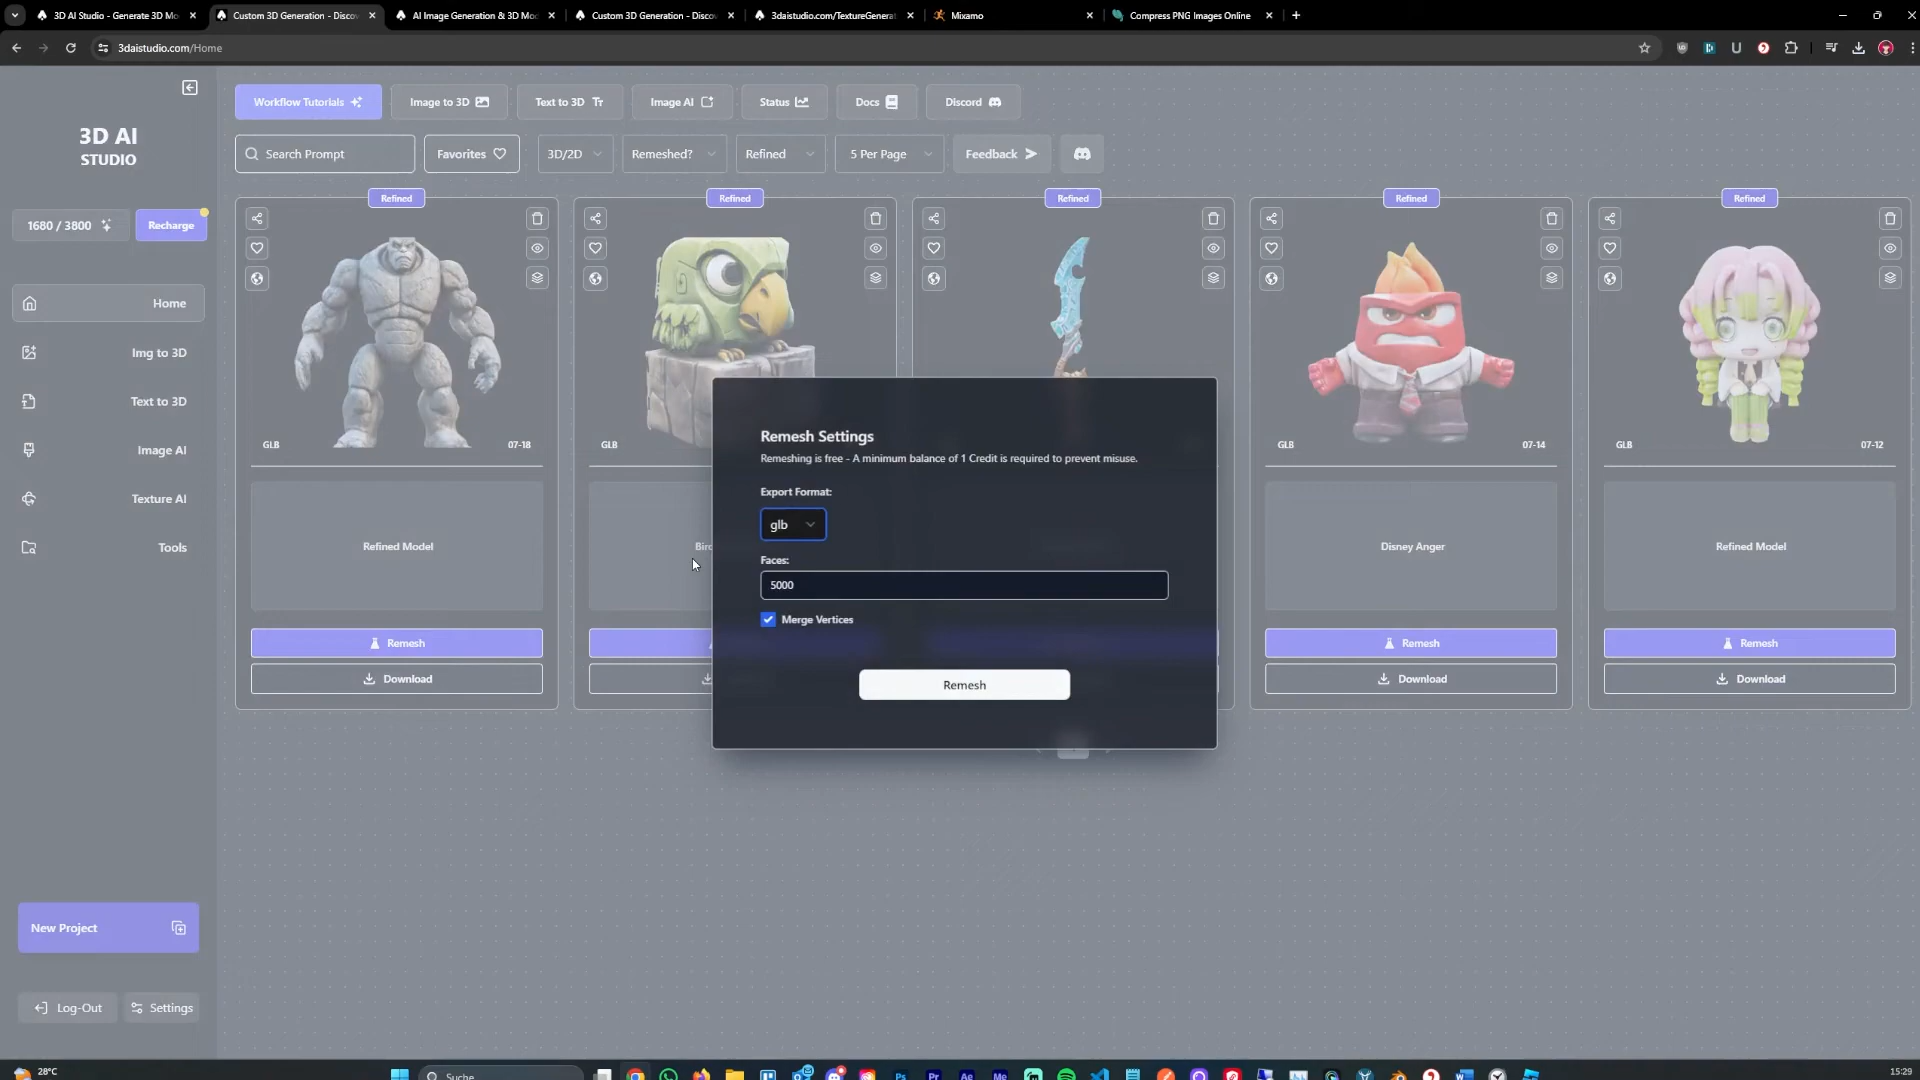 3D AI Studio - Generate 3D Mo
Custom 3D Generation - Discov
AI Image Generation & 3D Mo
Custom 3D Generation - Discov
3daistudio.com/TextureGenerat
Mixamo
Compress PNG Images Online
3daistudio.com/Home
3D AI
STUDIO
1680 / 3800
Recharge
Home
Img to 3D
Text to 3D
Image AI
Texture AI
Tools
New Project
Log-Out
Settings
Workflow Tutorials
Image to 3D
Text to 3D
Image AI
Status
Docs
Discord
Search Prompt
Favorites
3D/2D
Remeshed?
Refined
5 Per Page
Feedback
Refined
Refined
Refined
Refined
Refined
GLB
07-18
GLB
GLB
07-14
GLB
07-12
Refined Model
Bird
Disney Anger
Refined Model
Remesh
Remesh
Remesh
Download
Download
Download
Remesh Settings
Remeshing is free - A minimum balance of 1 Credit is required to prevent misuse.
Export Format:
glb
Faces:
5000
Merge Vertices
Remesh
28°C
Suche
15:29